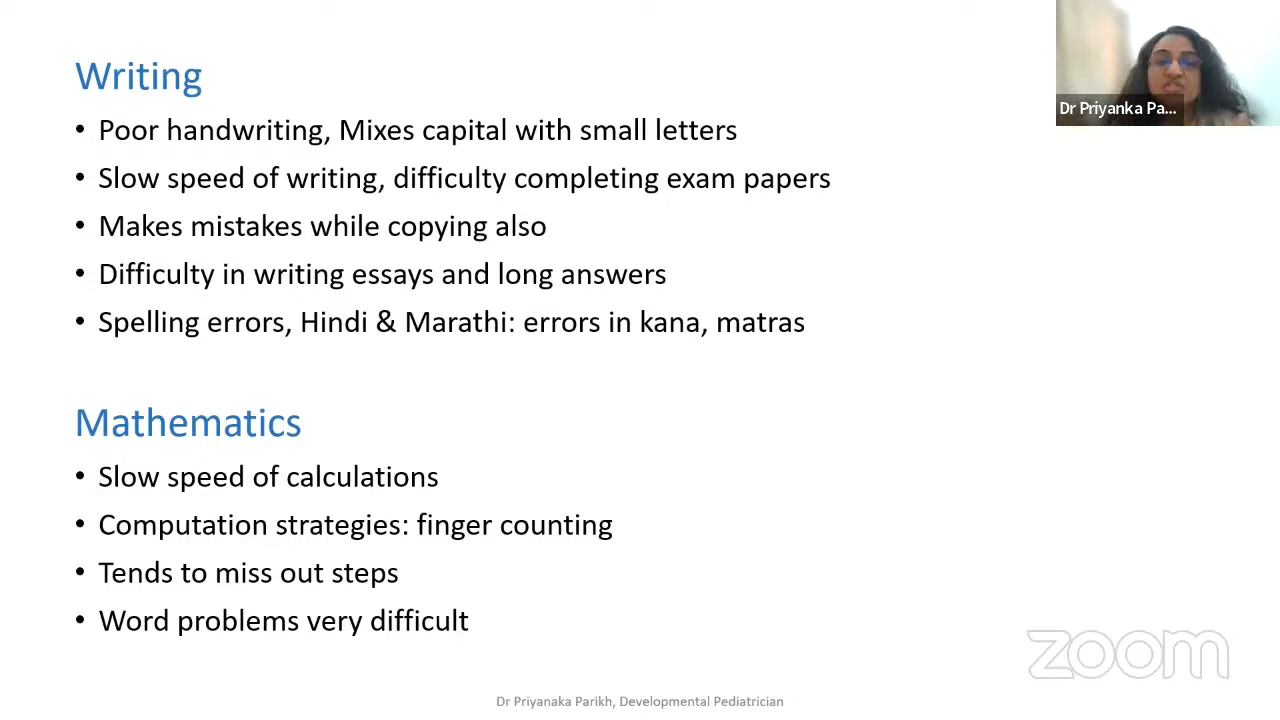 Writing
• Poor handwriting, Mixes capital with small letters
• Slow speed of writing, difficulty completing exam papers
• Makes mistakes while copying also
• Difficulty in writing essays and long answers
• Spelling errors, Hindi & Marathi: errors in kana, matras
Mathematics
• Slow speed of calculations
• Computation strategies: finger counting
• Tends to miss out steps
• Word problems very difficult
Dr Priyanka Pa...
zoom
Dr Priyanaka Parikh, Developmental Pediatrician